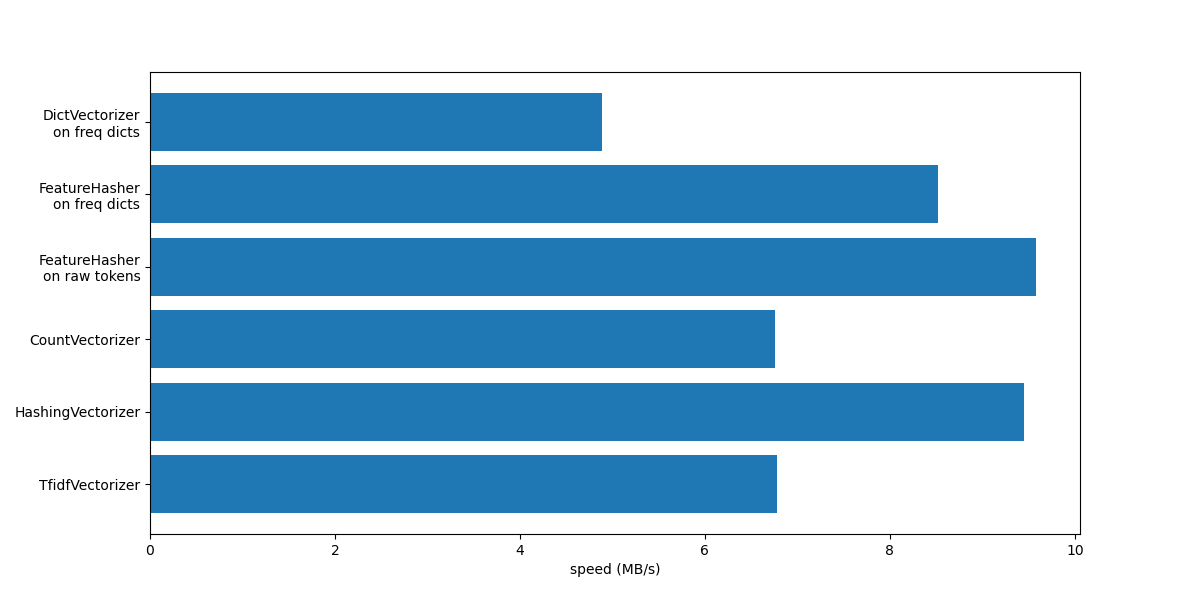 DictVectorizer
on freq dicts
FeatureHasher
on freq dicts
FeatureHasher
on raw tokens
CountVectorizer
HashingVectorizer
TfidfVectorizer
0 2 4 6 8 10
speed (MB/s)